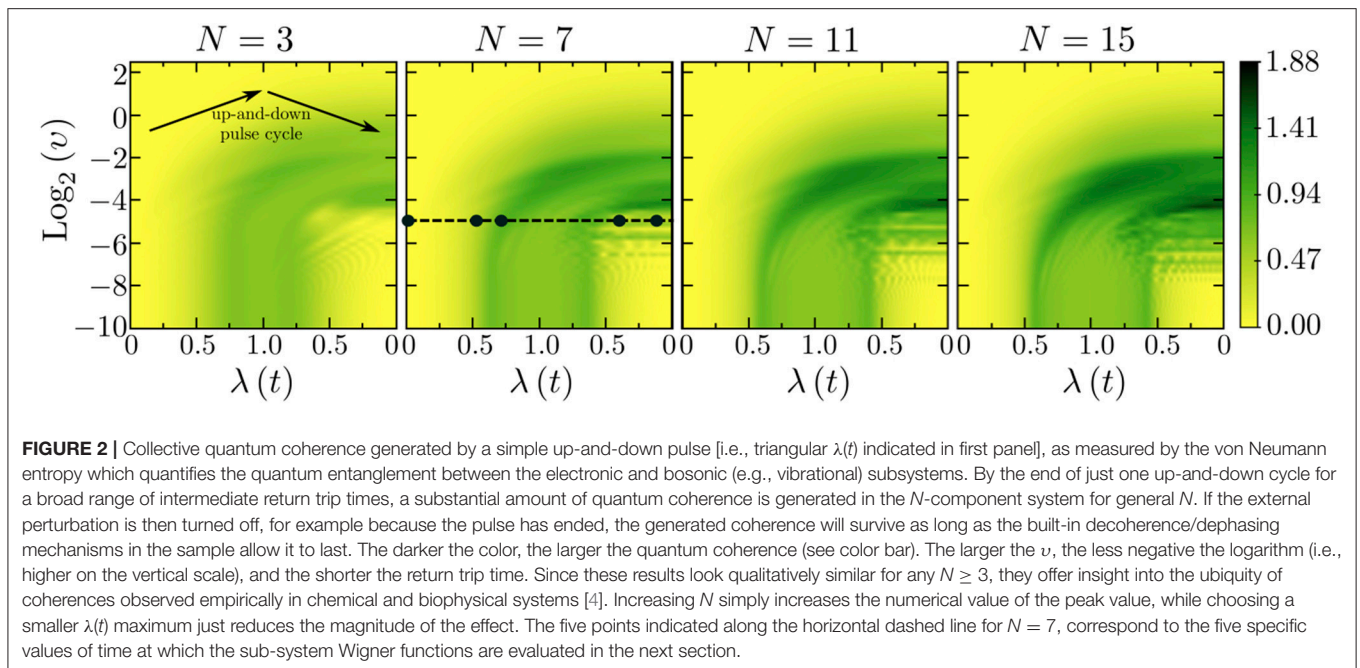 N = 3
N = 7
N = 11
N = 15
2
0
−2
−4
−6
−8
−10
Log₂ (υ)
up-and-down
pulse cycle
0 0.5 1.0 0.5 0
0 0.5 1.0 0.5 0
0 0.5 1.0 0.5 0
0 0.5 1.0 0.5 0
λ (t)
λ (t)
λ (t)
λ (t)
1.88
1.41
0.94
0.47
0.00
FIGURE 2 | Collective quantum coherence generated by a simple up-and-down pulse [i.e., triangular λ(t) indicated in first panel], as measured by the von Neumann
entropy which quantifies the quantum entanglement between the electronic and bosonic (e.g., vibrational) subsystems. By the end of just one up-and-down cycle for
a broad range of intermediate return trip times, a substantial amount of quantum coherence is generated in the N-component system for general N. If the external
perturbation is then turned off, for example because the pulse has ended, the generated coherence will survive as long as the built-in decoherence/dephasing
mechanisms in the sample allow it to last. The darker the color, the larger the quantum coherence (see color bar). The larger the υ, the less negative the logarithm (i.e.,
higher on the vertical scale), and the shorter the return trip time. Since these results look qualitatively similar for any N ≥ 3, they offer insight into the ubiquity of
coherences observed empirically in chemical and biophysical systems [4]. Increasing N simply increases the numerical value of the peak value, while choosing a
smaller λ(t) maximum just reduces the magnitude of the effect. The five points indicated along the horizontal dashed line for N = 7, correspond to the five specific
values of time at which the sub-system Wigner functions are evaluated in the next section.